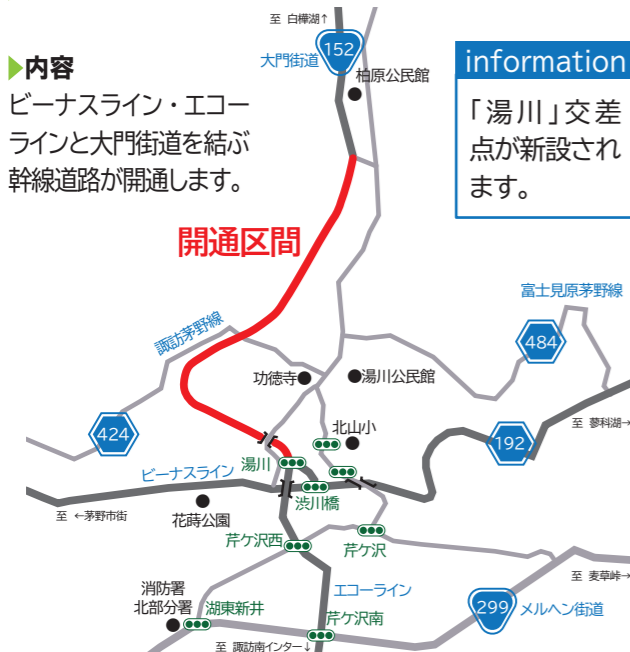 至 白樺湖↑
▶内容
大門街道
152
柏原公民館
information
ビーナスライン・エコー
ラインと大門街道を結ぶ
幹線道路が開通します。
「湯川」交差
点が新設され
ます。
開通区間
富士見原茅野線
諏訪茅野線
484
功徳寺
湯川公民館
424
北山小
192
至 蓼科湖→
湯川
ビーナスライン
渋川橋
至 ←茅野市街
花蒔公園
芹ケ沢西
芹ケ沢
消防署
北部分署
湖東新井
エコーライン
芹ケ沢南
至 麦草峠→
299
メルヘン街道
至 諏訪南インター↓